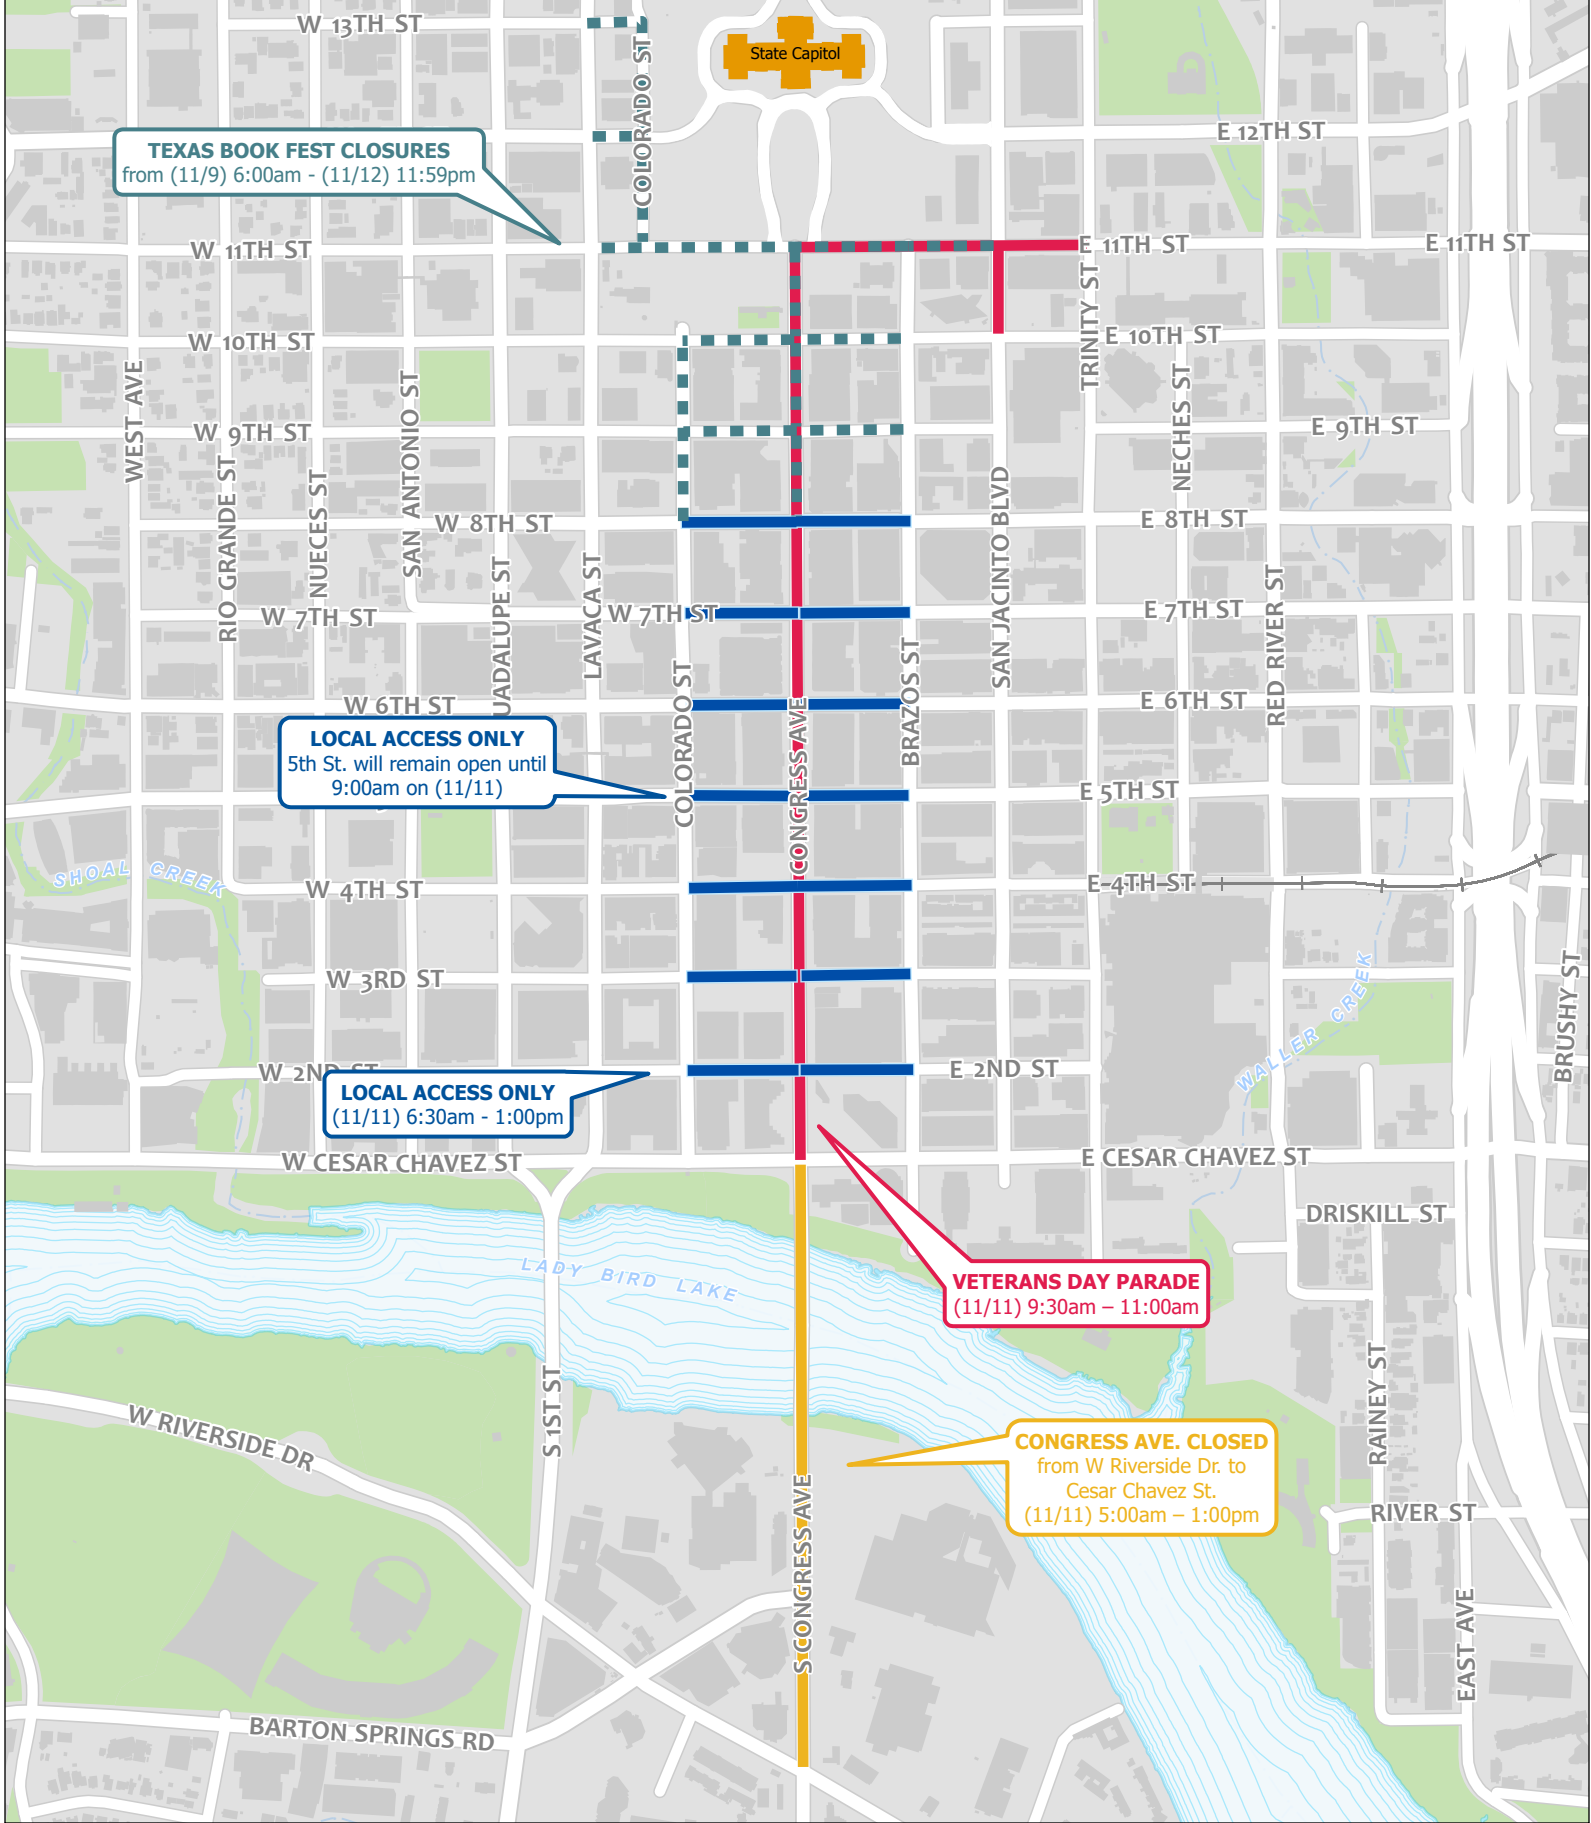 W 13TH ST
COLORADO ST
State Capitol
E 12TH ST
TEXAS BOOK FEST CLOSURES
from (11/9) 6:00am - (11/12) 11:59pm
W 11TH ST
E 11TH ST
E 11TH ST
TRINITY ST
W 10TH ST
E 10TH ST
WEST AVE
SAN ANTONIO ST
NECHES ST
W 9TH ST
E 9TH ST
RIO GRANDE ST
NUECES ST
SAN JACINTO BLVD
W 8TH ST
E 8TH ST
UADALUPE ST
LAVACA ST
RED RIVER ST
W 7TH ST
W 7TH ST
E 7TH ST
COLORADO ST
BRAZOS ST
W 6TH ST
CONGRESS AVE
E 6TH ST
LOCAL ACCESS ONLY
5th St. will remain open until
9:00am on (11/11)
E 5TH ST
SHOAL CREEK
W 4TH ST
E 4TH ST
W 3RD ST
WALLER CREEK
BRUSHY ST
W 2ND ST
E 2ND ST
LOCAL ACCESS ONLY
(11/11) 6:30am - 1:00pm
W CESAR CHAVEZ ST
E CESAR CHAVEZ ST
DRISKILL ST
LADY BIRD LAKE
VETERANS DAY PARADE
(11/11) 9:30am – 11:00am
S 1ST ST
RAINEY ST
W RIVERSIDE DR
CONGRESS AVE. CLOSED
from W Riverside Dr. to
Cesar Chavez St.
(11/11) 5:00am – 1:00pm
S CONGRESS AVE
RIVER ST
EAST AVE
BARTON SPRINGS RD